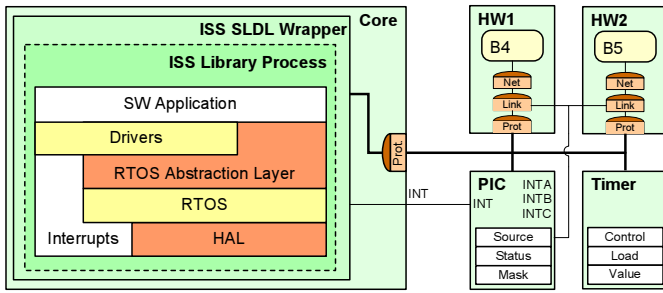 Core
ISS SLDL Wrapper
ISS Library Process
SW Application
Drivers
RTOS Abstraction Layer
RTOS
Interrupts
HAL
Prot.
INT
HW1
B4
Net
Link
Prot
HW2
B5
Net
Link
Prot
PIC
INTA
INTB
INTC
INT
Source
Status
Mask
Timer
Control
Load
Value